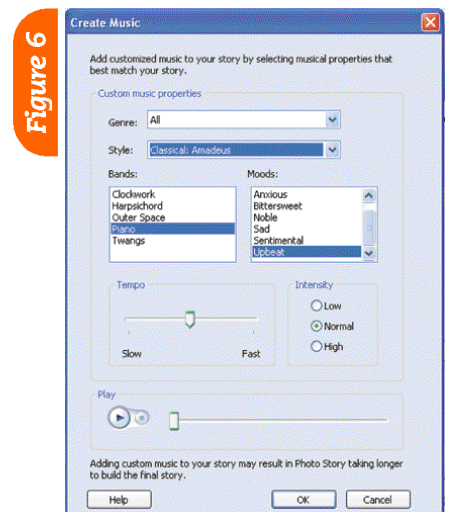 Figure 6
Create Music
Add customized music to your story by selecting musical properties that
best match your story.
Custom music properties
Genre: All
Style: Classical: Amadeus
Bands: Moods:
Clockwork Anxious
Harpsichord Bittersweet
Outer Space Noble
Piano Sad
Twangs Sentimental
Upbeat
Tempo Intensity
Low
Normal
High
Slow Fast
Play
Adding custom music to your story may result in Photo Story taking longer
to build the final story.
Help OK Cancel